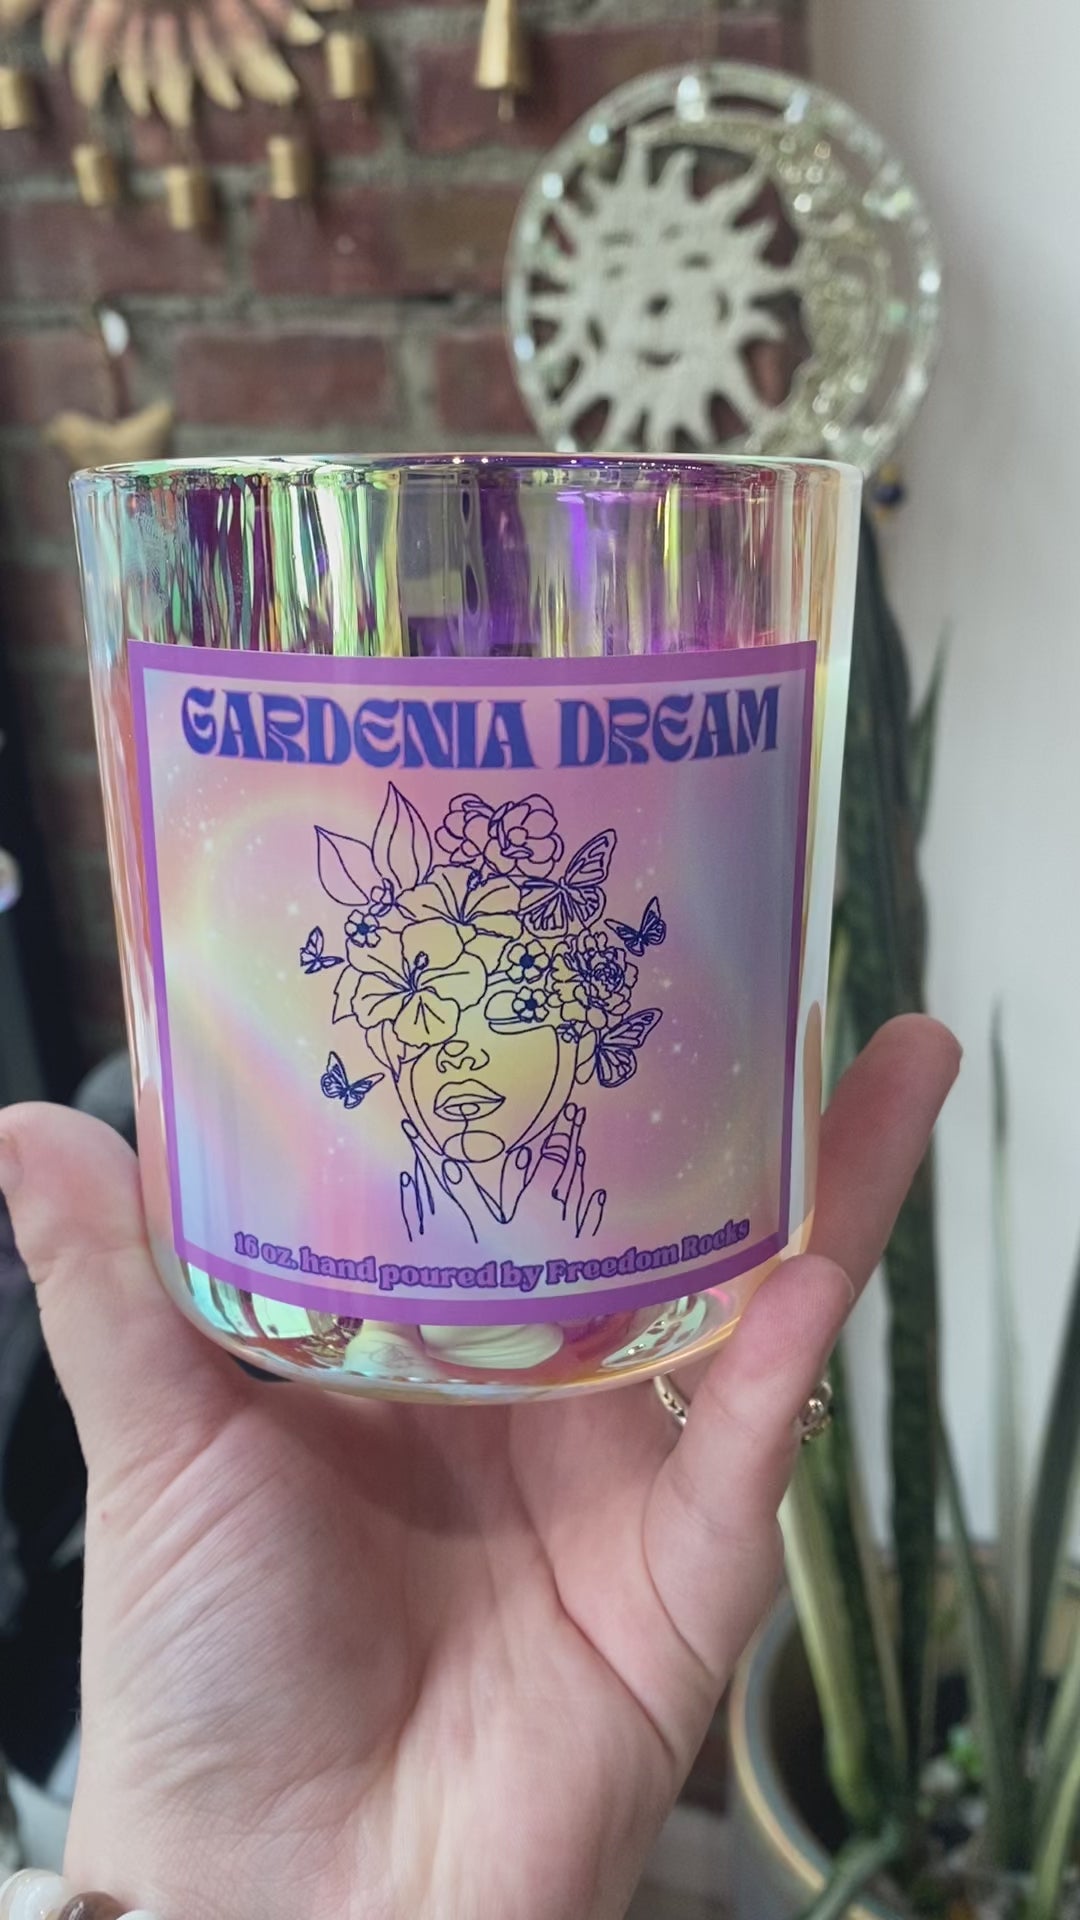 GARDENIA DREAM
16 oz. hand poured by Freedom Rocks